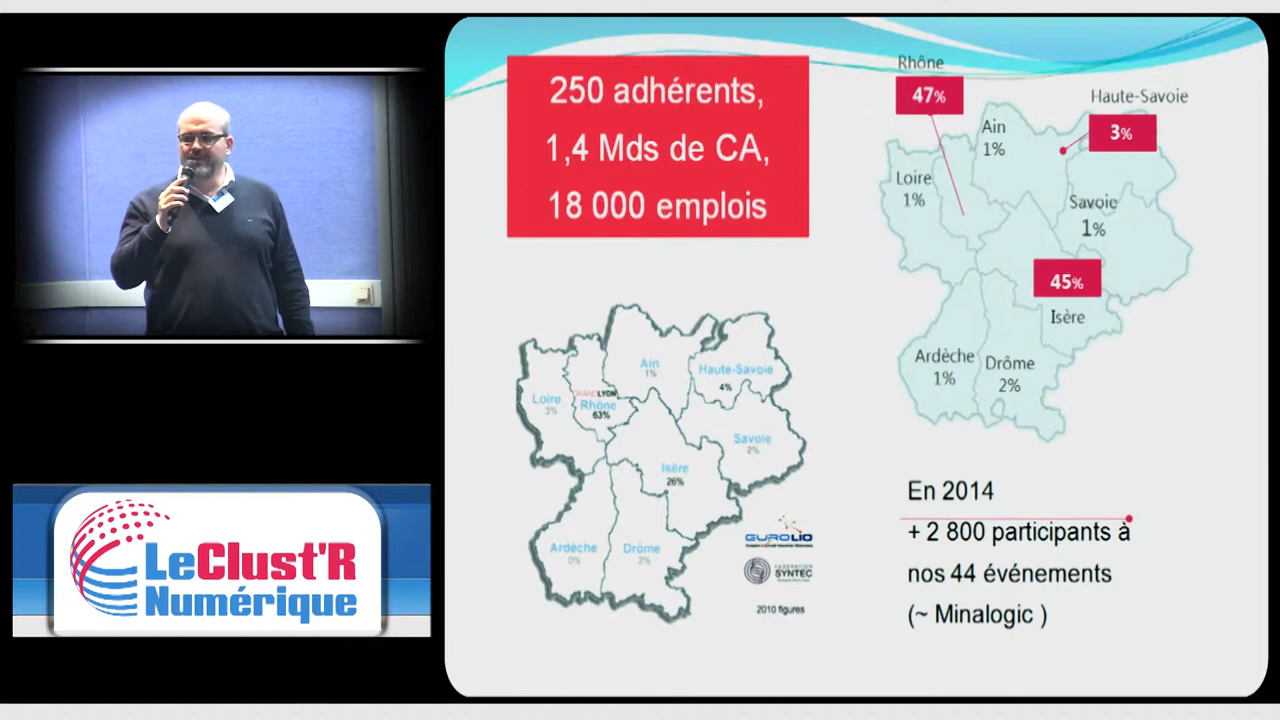 250 adhérents,
1,4 Mds de CA,
18 000 emplois
Rhône
47%
Haute-Savoie
3%
Ain
1%
Loire
1%
Savoie
1%
45%
Isère
Ardèche
1%
Drôme
2%
Ain
1%
Haute-Savoie
4%
Loire
3%
GRANDLYON
Rhône
63%
Savoie
2%
Isère
26%
Ardèche
0%
Drôme
2%
EUROLIO
FEDERATION
SYNTEC
2010 figures
En 2014
+ 2 800 participants à
nos 44 événements
(~ Minalogic )
LeClust'R
Numérique